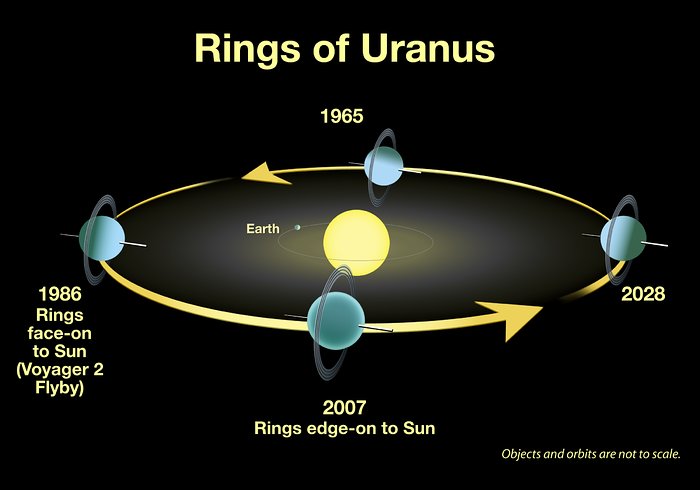 Rings of Uranus
1965
Earth
1986
Rings
face-on
to Sun
(Voyager 2
Flyby)
2028
2007
Rings edge-on to Sun
Objects and orbits are not to scale.